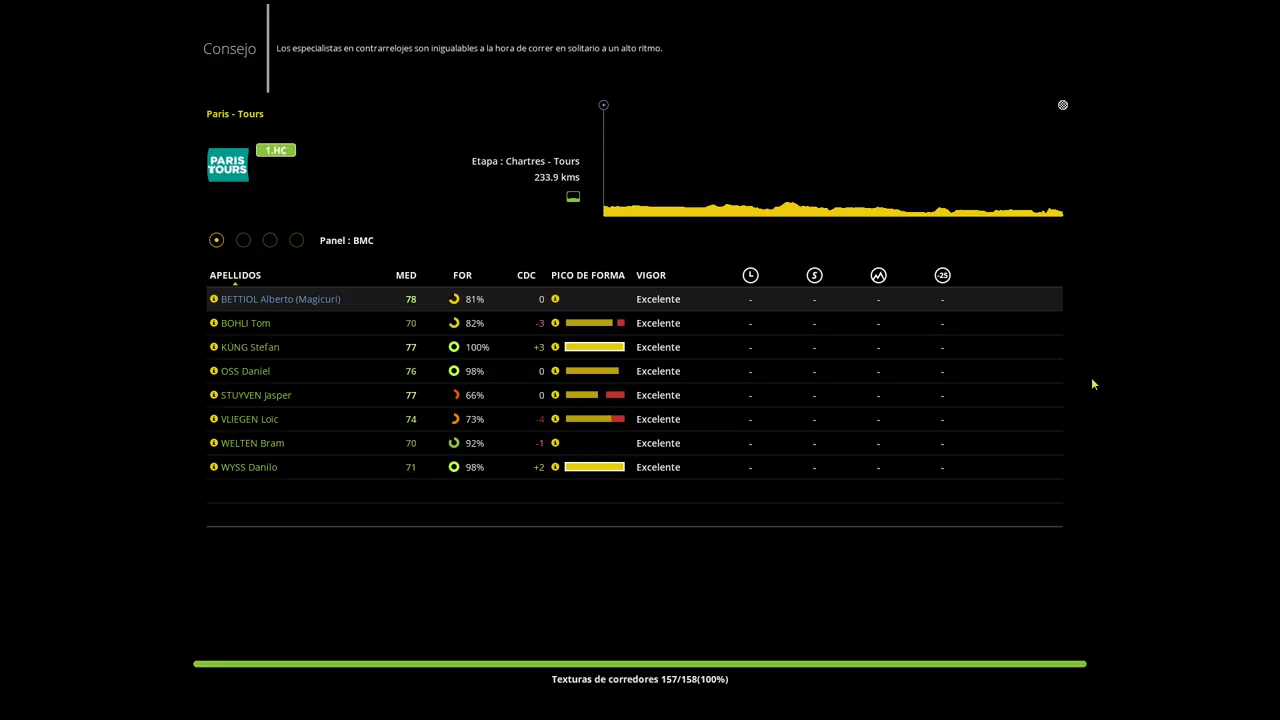 Consejo
Los especialistas en contrarrelojes son inigualables a la hora de correr en solitario a un alto ritmo.
Paris - Tours
PARIS
TOURS
1.HC
Etapa : Chartres - Tours
233.9 kms
Panel : BMC
APELLIDOS MED FOR CDC PICO DE FORMA VIGOR S -25
BETTIOL Alberto (Magicuri) 78 81% 0 Excelente - - - -
BOHLI Tom 70 82% -3 Excelente - - - -
KÜNG Stefan 77 100% +3 Excelente - - - -
OSS Daniel 76 98% 0 Excelente - - - -
STUYVEN Jasper 77 66% 0 Excelente - - - -
VLIEGEN Loïc 74 73% -4 Excelente - - - -
WELTEN Bram 70 92% -1 Excelente - - - -
WYSS Danilo 71 98% +2 Excelente - - - -
Texturas de corredores 157/158(100%)